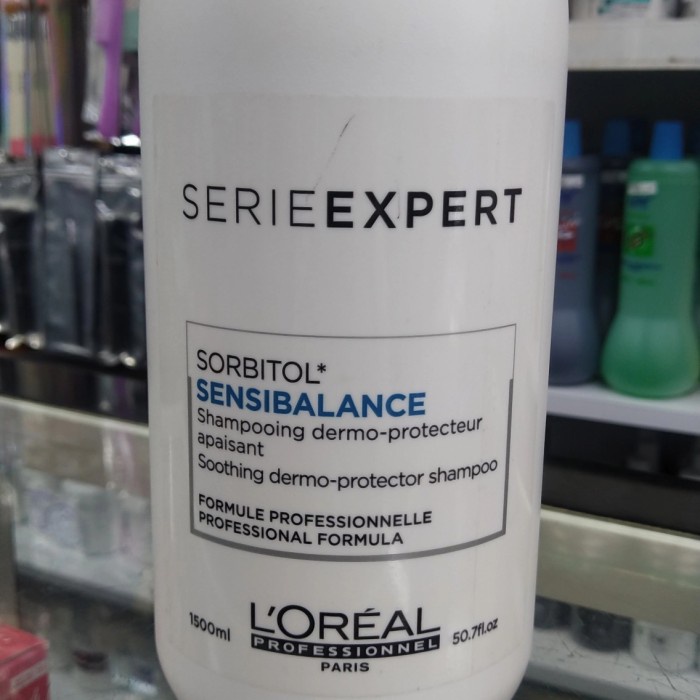 SERIEEXPERT
SORBITOL*
SENSIBALANCE
Shampooing dermo-protecteur
apaisant
Soothing dermo-protector shampoo
FORMULE PROFESSIONNELLE
PROFESSIONAL FORMULA
1500ml
L'ORÉAL
PROFESSIONNEL
PARIS
50.7fl.oz